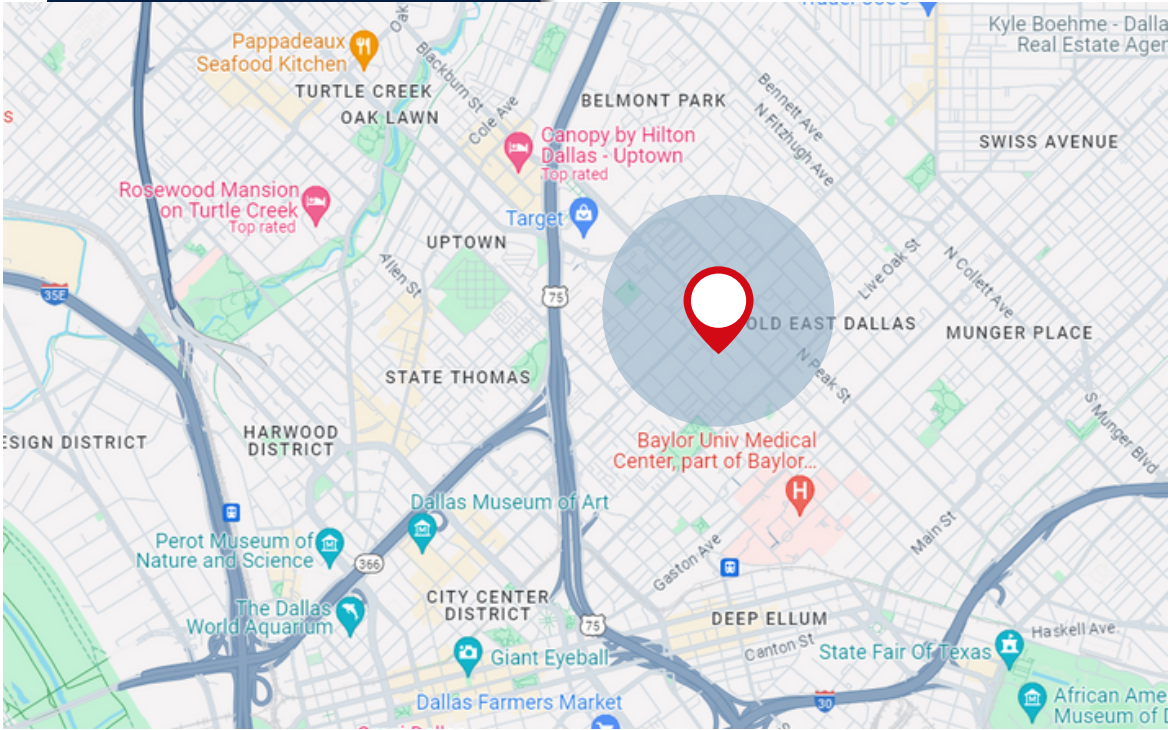 Kyle Boehme - Dalla
Real Estate Ager
Pappadeaux
Seafood Kitchen
Oak
Blackburn St
TURTLE CREEK
OAK LAWN
Cole Ave
BELMONT PARK
Bennett Ave
N Fitzhugh Ave
s
Canopy by Hilton
Dallas - Uptown
Top rated
SWISS AVENUE
Rosewood Mansion
on Turtle Creek
Top rated
Target
UPTOWN
Allen St
Live Oak St
N Collett Ave
35E
75
OLD EAST DALLAS
MUNGER PLACE
N Peak St
STATE THOMAS
S Munger Blvd
ESIGN DISTRICT
HARWOOD
DISTRICT
Baylor Univ Medical
Center, part of Baylor...
H
Dallas Museum of Art
Perot Museum of
Nature and Science
366
Gaston Ave
Main St
The Dallas
World Aquarium
CITY CENTER
DISTRICT
75
DEEP ELLUM
Canton St
Haskell Ave
Giant Eyeball
State Fair Of Texas
Dallas Farmers Market
30
African Ame
Museum of D